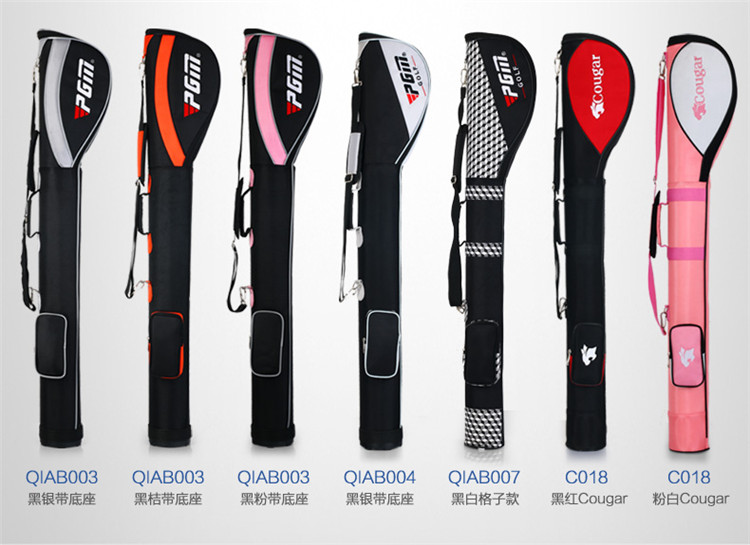 PGM
PGM
PGM
PGM
GOLF
PGM
GOLF
Cougar
Cougar
QIAB003
QIAB003
QIAB003
QIAB004
QIAB007
C018
C018
黑银带底座
黑桔带底座
黑粉带底座
黑银带底座
黑白格子款
黑红Cougar
粉白Cougar